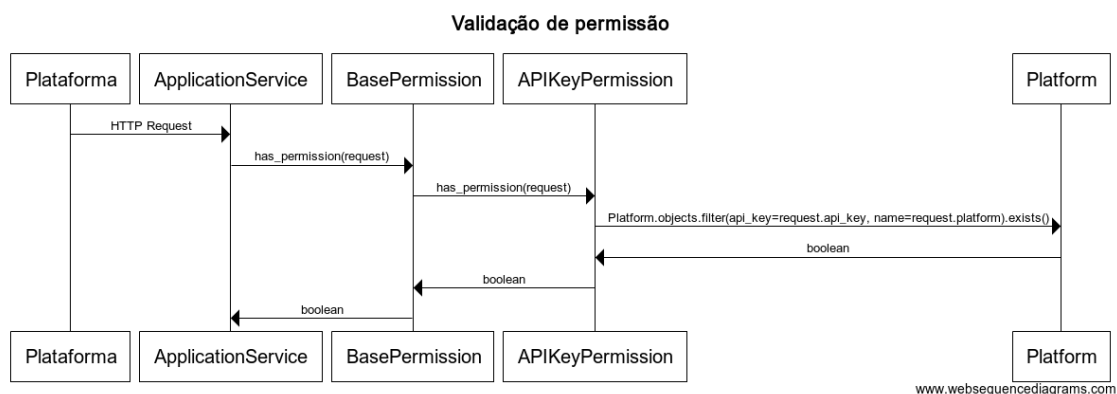 Validação de permissão
Plataforma ApplicationService BasePermission APIKeyPermission Platform
HTTP Request
has_permission(request)
has_permission(request)
Platform.objects.filter(api_key=request.api_key, name=request.platform).exists()
boolean
boolean
boolean
Plataforma ApplicationService BasePermission APIKeyPermission Platform
www.websequencediagrams.com